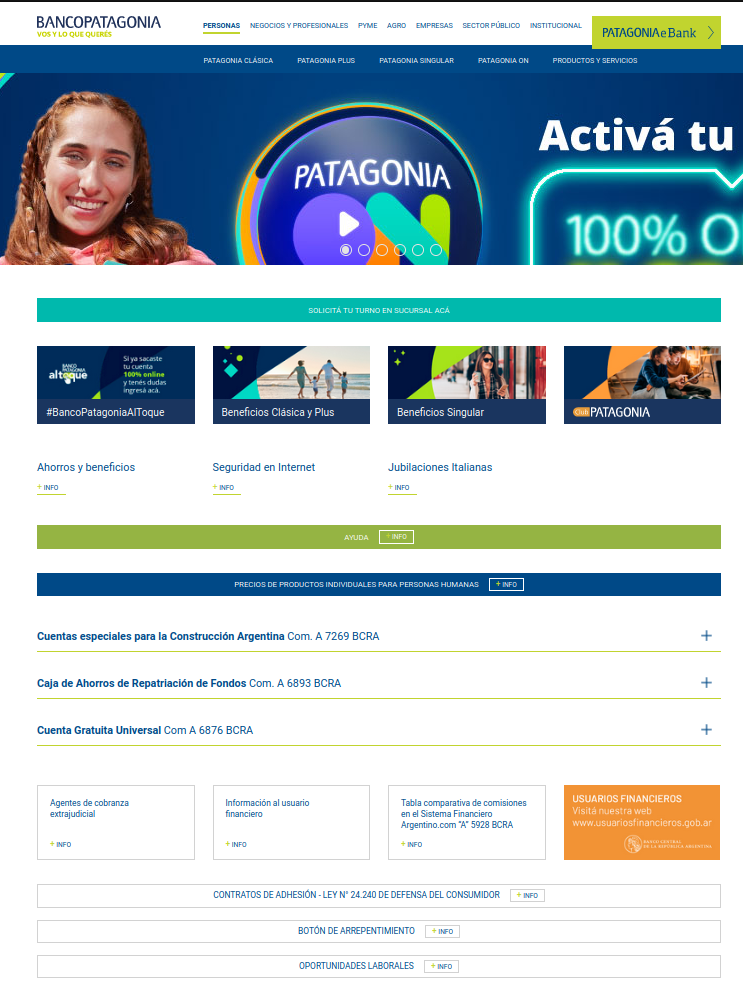 BANCOPATAGONIA
VOS Y LO QUE QUERÉS
PERSONAS NEGOCIOS Y PROFESIONALES PYME AGRO EMPRESAS SECTOR PÚBLICO INSTITUCIONAL
PATAGONIAeBank
PATAGONIA CLÁSICA PATAGONIA PLUS PATAGONIA SINGULAR PATAGONIA ON PRODUCTOS Y SERVICIOS
PATAGONIA
Activá tu
100% O
SOLICITÁ TU TURNO EN SUCURSAL ACÁ
BANCO
PATAGONIA
altoque
Si ya sacaste
tu cuenta
100% online
y tenés dudas
ingresá acá.
#BancoPatagoniaAlToque
Beneficios Clásica y Plus
Beneficios Singular
Club PATAGONIA
Ahorros y beneficios
+ INFO
Seguridad en Internet
+ INFO
Jubilaciones Italianas
+ INFO
AYUDA + INFO
PRECIOS DE PRODUCTOS INDIVIDUALES PARA PERSONAS HUMANAS + INFO
Cuentas especiales para la Construcción Argentina Com. A 7269 BCRA
Caja de Ahorros de Repatriación de Fondos Com. A 6893 BCRA
Cuenta Gratuita Universal Com A 6876 BCRA
Agentes de cobranza
extrajudicial
+ INFO
Información al usuario
financiero
+ INFO
Tabla comparativa de comisiones
en el Sistema Financiero
Argentino.com "A" 5928 BCRA
+ INFO
USUARIOS FINANCIEROS
Visitá nuestra web
www.usuariosfinancieros.gob.ar
BANCO CENTRAL
DE LA REPÚBLICA ARGENTINA
CONTRATOS DE ADHESIÓN - LEY N° 24.240 DE DEFENSA DEL CONSUMIDOR + INFO
BOTÓN DE ARREPENTIMIENTO + INFO
OPORTUNIDADES LABORALES + INFO